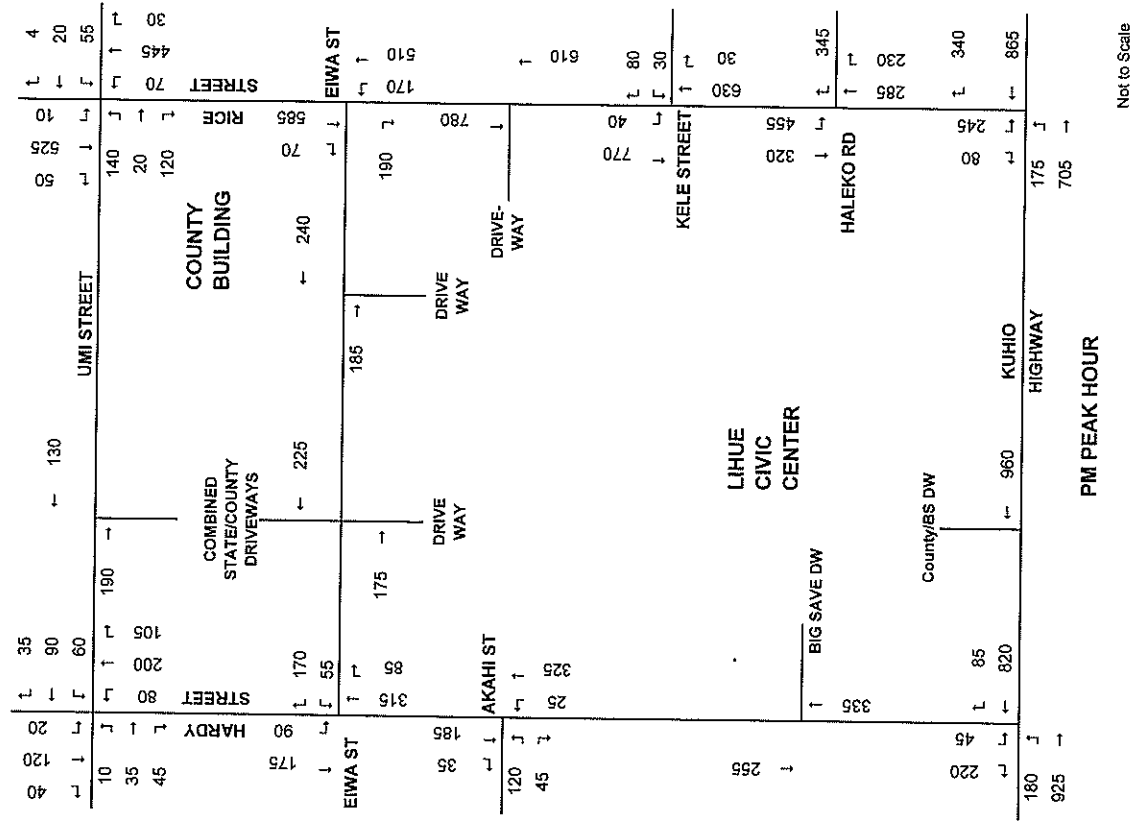 4
20
55
30
445
70
STREET
UMI STREET
10
525
50
140
20
120
RICE
585
70
EIWA ST
510
170
610
80
30
30
630
345
230
285
340
865
COUNTY
BUILDING
240
190
780
770
40
KELE STREET
455
320
HALEKO RD
245
80
175
705
DRIVE-
WAY
130
185
DRIVE
WAY
COMBINED
STATE/COUNTY
DRIVEWAYS
225
190
175
DRIVE
WAY
LIHUE
CIVIC
CENTER
960
KUHIO
HIGHWAY
County/BS DW
BIG SAVE DW
35
90
60
105
200
80
STREET
170
55
85
315
AKAHI ST
325
25
335
85
820
20
120
40
10
35
45
HARDY
90
175
EIWA ST
185
35
120
45
255
45
220
180
925
PM PEAK HOUR
Not to Scale